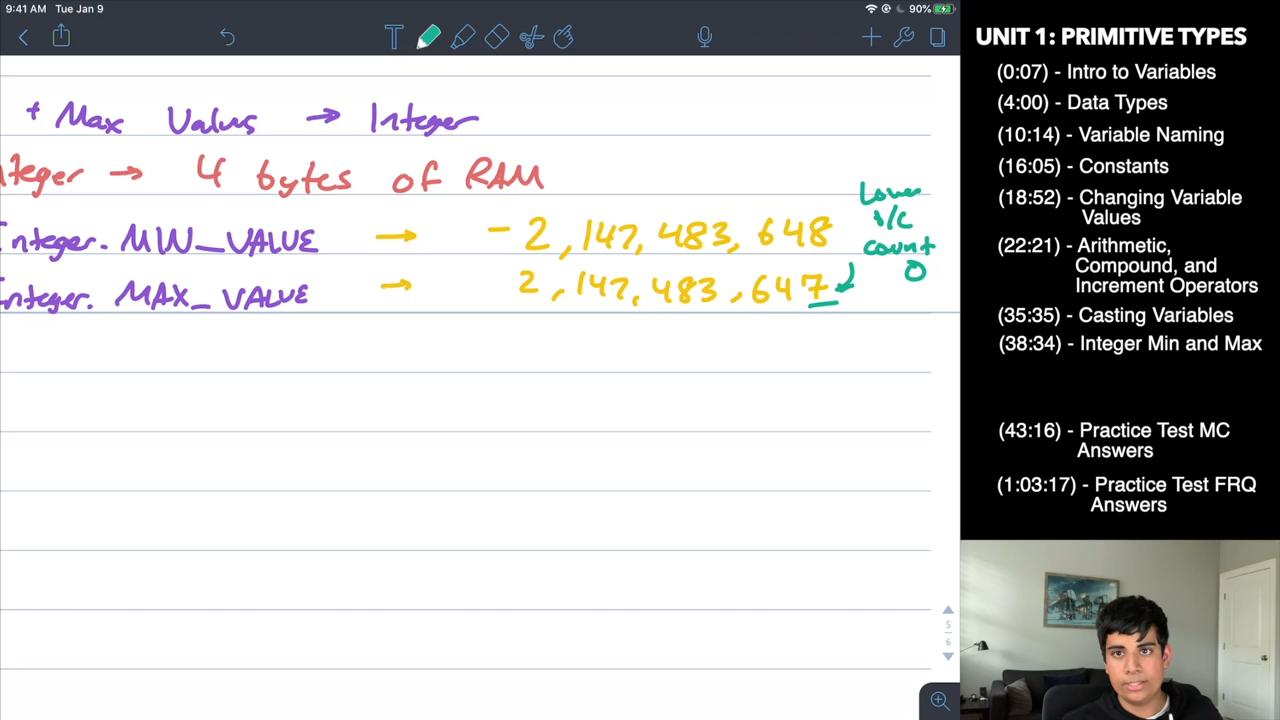 9:41 AM Tue Jan 9
90%
+ Max Values → Integer
nteger → 4 bytes of RAM
Integer. MIN_VALUE → - 2,147,483,648
Integer. MAX_VALUE → 2,147,483,647
Lower
b/c
count
0
5
6
UNIT 1: PRIMITIVE TYPES
(0:07) - Intro to Variables
(4:00) - Data Types
(10:14) - Variable Naming
(16:05) - Constants
(18:52) - Changing Variable
Values
(22:21) - Arithmetic,
Compound, and
Increment Operators
(35:35) - Casting Variables
(38:34) - Integer Min and Max
(43:16) - Practice Test MC
Answers
(1:03:17) - Practice Test FRQ
Answers